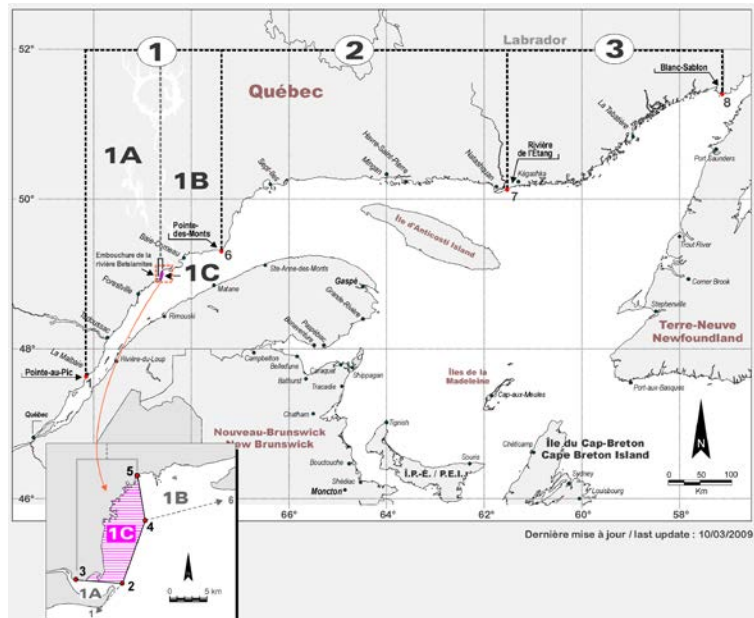 1
2
3
Labrador
52°
52°
Blanc-Sablon
8
Québec
La Tabatière
1A
1B
Rivière
de l'Étang
Port Saunders
Sept-Îles
Mingan
Havre-Saint-Pierre
Natashquan
Kégashka
50°
50°
7
Pointe-
des-Monts
6
Île d'Anticosti Island
Baie-Comeau
Trout River
Embouchure de la
rivière Betsiamites
1C
Ste-Anne-des-Monts
Corner Brook
Forestville
Matane
Gaspé
Grande-Rivière
Stephenville
Tadoussac
Rimouski
Paspébiac
Bonaventure
Terre-Neuve
Newfoundland
48°
48°
La Malbaie
Rivière-du-Loup
Campbellton
Belledune
Caraquet
Shippagan
Pointe-au-Pic
Bathurst
Tracadie
Îles de la
Madeleine
Port-aux-Basques
Cap-aux-Meules
Québec
Chatham
Tignish
N
Nouveau-Brunswick
New Brunswick
Île du Cap-Breton
Cape Breton Island
Chéticamp
Bouctouche
Î.P.-É. / P.E.I.
Souris
Sydney
Shédiac
Louisbourg
Moncton
0 50 100
Km
46°
46°
66°
64°
62°
60°
58°
Dernière mise à jour / last update : 10/03/2009
5
1B
6
4
1C
3
2
1A
1
0 5 km